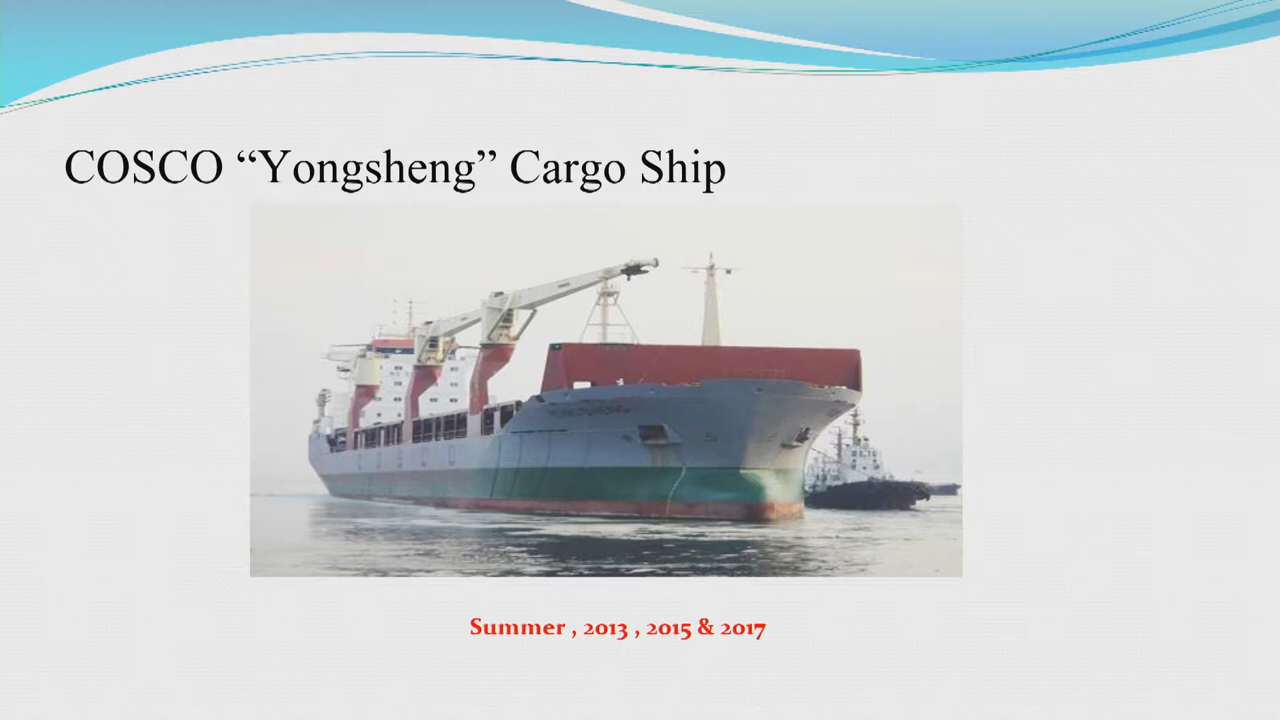 COSCO “Yongsheng” Cargo Ship
Summer , 2013 , 2015 & 2017